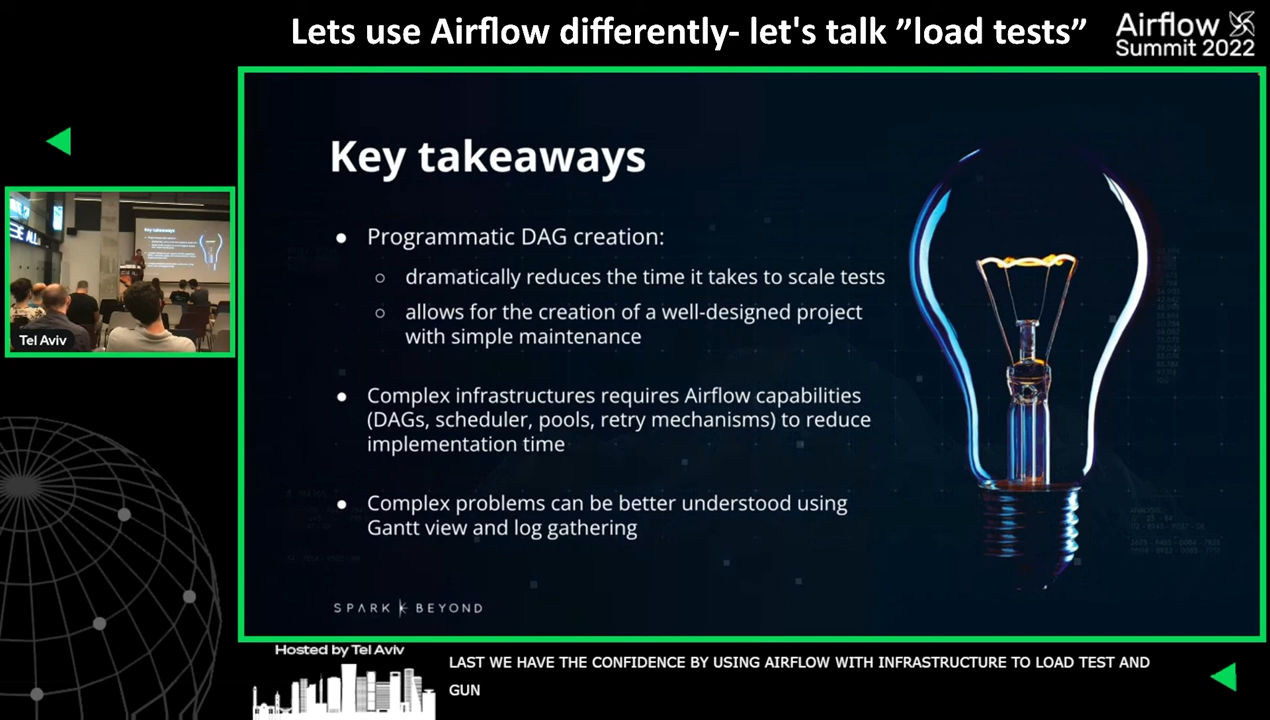 Lets use Airflow differently- let's talk ”load tests”
Airflow
Summit 2022
Key takeaways
● Programmatic DAG creation:
○ dramatically reduces the time it takes to scale tests
○ allows for the creation of a well-designed project
with simple maintenance
● Complex infrastructures requires Airflow capabilities
(DAGs, scheduler, pools, retry mechanisms) to reduce
implementation time
● Complex problems can be better understood using
Gantt view and log gathering
SPARK BEYOND
Key takeaways
Tel Aviv
Hosted by Tel Aviv
LAST WE HAVE THE CONFIDENCE BY USING AIRFLOW WITH INFRASTRUCTURE TO LOAD TEST AND
GUN